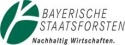 BAYERISCHE
STAATSFORSTEN
Nachhaltig Wirtschaften.